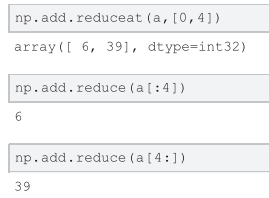 np.add.reduceat(a,[0,4])
array([ 6, 39], dtype=int32)
np.add.reduce(a[:4])
6
np.add.reduce(a[4:])
39